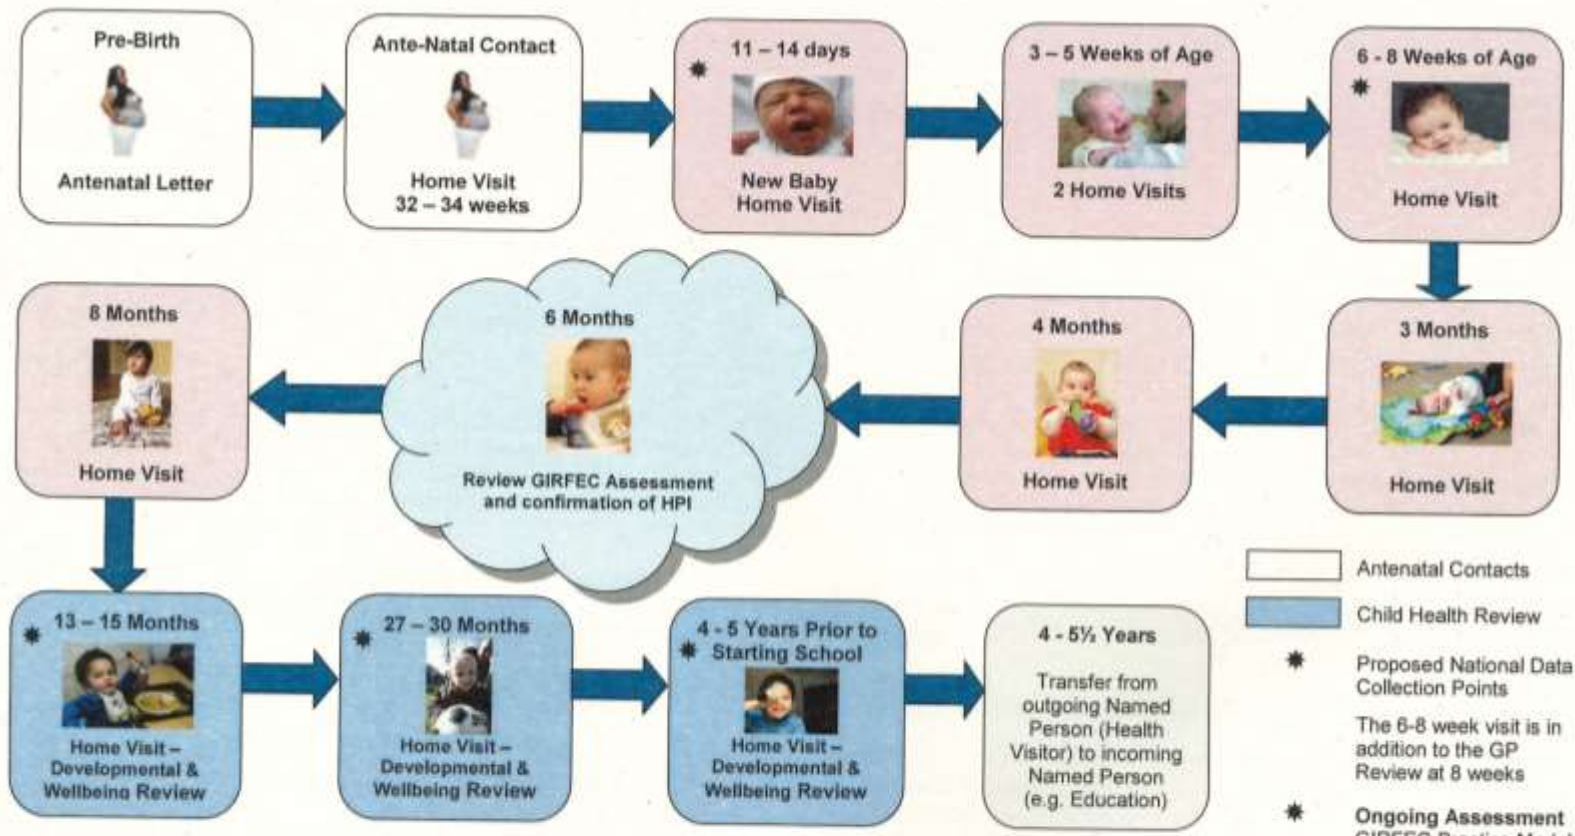 Pre-Birth
Antenatal Letter
Ante-Natal Contact
Home Visit
32 – 34 weeks
11 – 14 days
New Baby
Home Visit
3 – 5 Weeks of Age
2 Home Visits
6 - 8 Weeks of Age
Home Visit
3 Months
Home Visit
4 Months
Home Visit
6 Months
Review GIRFEC Assessment
and confirmation of HPI
8 Months
Home Visit
13 – 15 Months
Home Visit –
Developmental &
Wellbeing Review
27 – 30 Months
Home Visit –
Developmental &
Wellbeing Review
4 - 5 Years Prior to
Starting School
Home Visit –
Developmental &
Wellbeing Review
4 - 5½ Years
Transfer from
outgoing Named
Person (Health
Visitor) to incoming
Named Person
(e.g. Education)
Antenatal Contacts
Child Health Review
Proposed National Data
Collection Points
The 6-8 week visit is in
addition to the GP
Review at 8 weeks
Ongoing Assessment
GIRFEC Practice Model